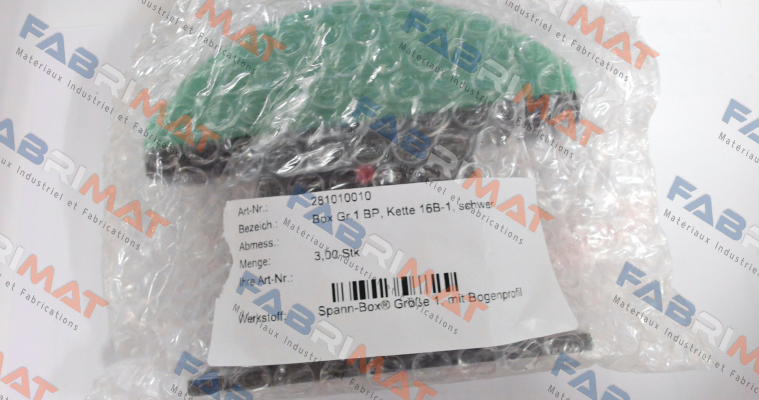 Art-Nr.: 281010010
Bezeich.: Box Gr.1 BP, Kette 16B-1, schwer
Abmess.:
Menge: 3,00 Stk
Ihre Art-Nr.:
Werkstoff: Spann-Box® Größe 1, mit Bogenprofil
FABRIMAT
Matériaux Industriel et Fabrications